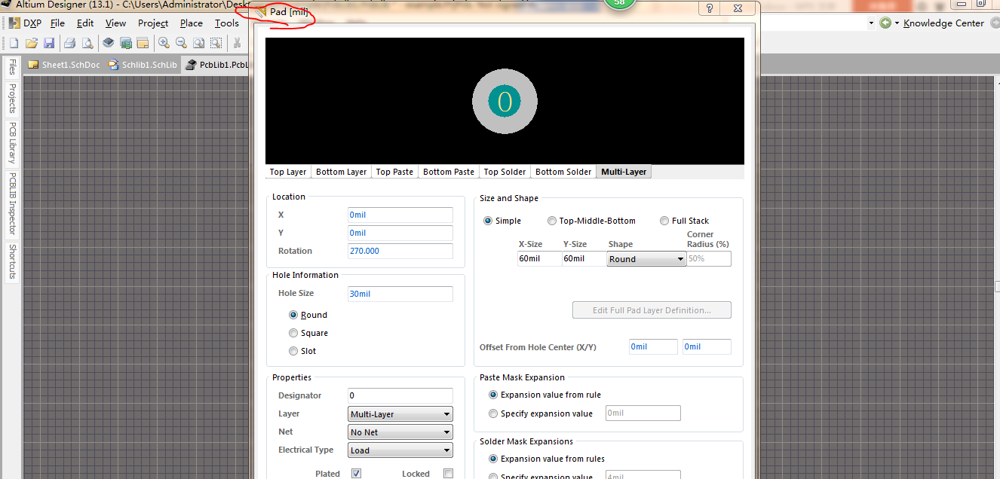 Altium Designer (13.1) - C:\Users\Administrator\Deskt
58
Pad [mil]
DXP File Edit View Project Place Tools
Knowledge Center
Sheet1.SchDoc Schlib1.SchLib PcbLib1.PcbL
Files
Projects
PCB Library
PCBLIB Inspector
Shortcuts
0
Top Layer Bottom Layer Top Paste Bottom Paste Top Solder Bottom Solder Multi-Layer
Location
X 0mil
Y 0mil
Rotation 270.000
Hole Information
Hole Size 30mil
Round
Square
Slot
Size and Shape
Simple Top-Middle-Bottom Full Stack
X-Size Y-Size Shape Corner Radius (%)
60mil 60mil Round 50%
Edit Full Pad Layer Definition...
Offset From Hole Center (X/Y) 0mil 0mil
Properties
Designator 0
Layer Multi-Layer
Net No Net
Electrical Type Load
Plated Locked
Paste Mask Expansion
Expansion value from rule
Specify expansion value 0mil
Solder Mask Expansions
Expansion value from rules
Specify expansion value 4mil